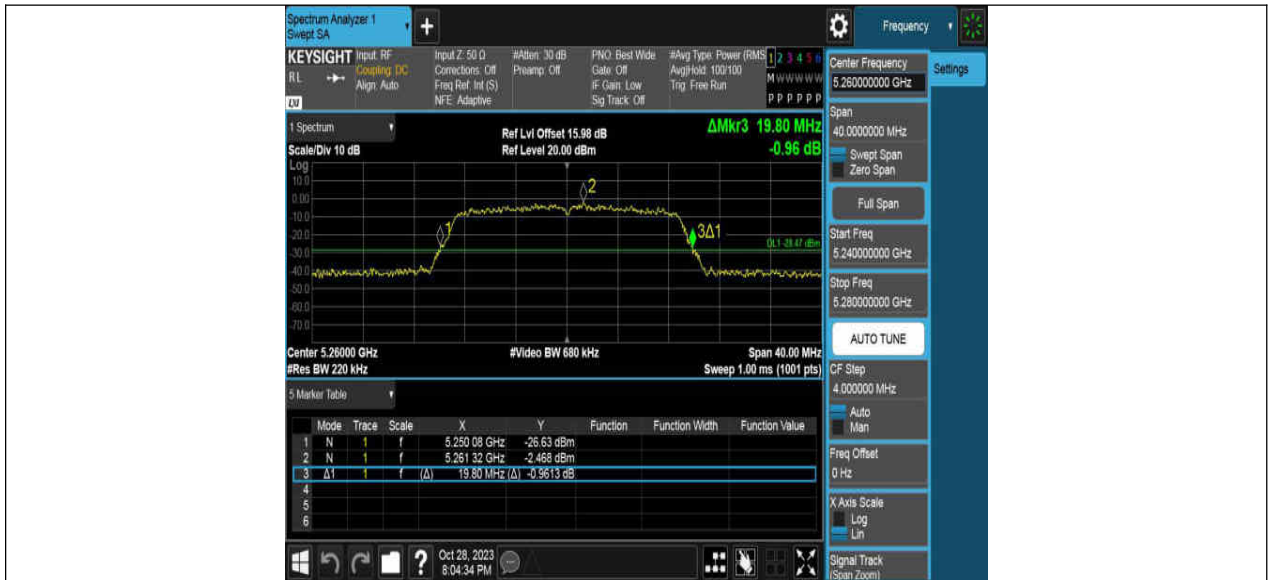 Spectrum Analyzer 1
Swept SA
+
Frequency
KEYSIGHT
RL
Input: RF
Coupling: DC
Align: Auto
Input Z: 50 Ω
Corrections: Off
Freq Ref: Int (S)
NFE: Adaptive
#Atten: 30 dB
Preamp: Off
PNO: Best Wide
Gate: Off
IF Gain: Low
Sig Track: Off
#Avg Type: Power (RMS
Avg|Hold: 100/100
Trig: Free Run
1 2 3 4 5 6
M W W W W W
P P P P P P
Center Frequency
5.260000000 GHz
Settings
1 Spectrum
Ref Lvl Offset 15.98 dB
ΔMkr3 19.80 MHz
Scale/Div 10 dB
Ref Level 20.00 dBm
-0.96 dB
Span
40.0000000 MHz
Swept Span
Zero Span
Full Span
Start Freq
5.240000000 GHz
Stop Freq
5.280000000 GHz
AUTO TUNE
CF Step
4.000000 MHz
Auto
Man
Freq Offset
0 Hz
X Axis Scale
Log
Lin
Signal Track
(Span Zoom)
Log
10.0
0.00
-10.0
-20.0
-30.0
-40.0
-50.0
-60.0
-70.0
1
2
3Δ1
DL1 -28.47 dBm
Center 5.26000 GHz
#Video BW 680 kHz
Span 40.00 MHz
#Res BW 220 kHz
Sweep 1.00 ms (1001 pts)
5 Marker Table
Mode Trace Scale X Y Function Function Width Function Value
1 N 1 f 5.250 08 GHz -26.63 dBm
2 N 1 f 5.261 32 GHz -2.468 dBm
3 Δ1 1 f (Δ) 19.80 MHz (Δ) -0.9613 dB
4
5
6
?
Oct 28, 2023
8:04:34 PM